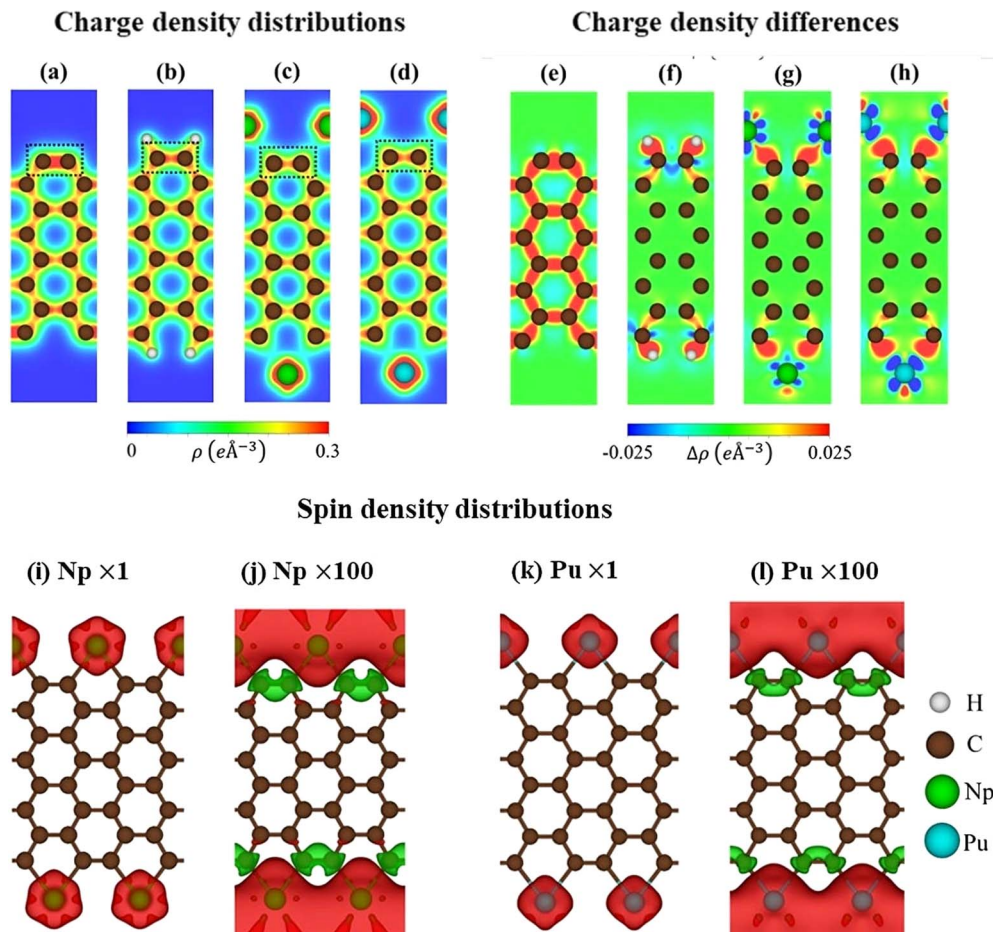 Charge density distributions
Charge density differences
(a) (b) (c) (d)
(e) (f) (g) (h)
0 ρ (eÅ⁻³) 0.3
-0.025 Δρ (eÅ⁻³) 0.025
Spin density distributions
(i) Np ×1
(j) Np ×100
(k) Pu ×1
(l) Pu ×100
H
C
Np
Pu